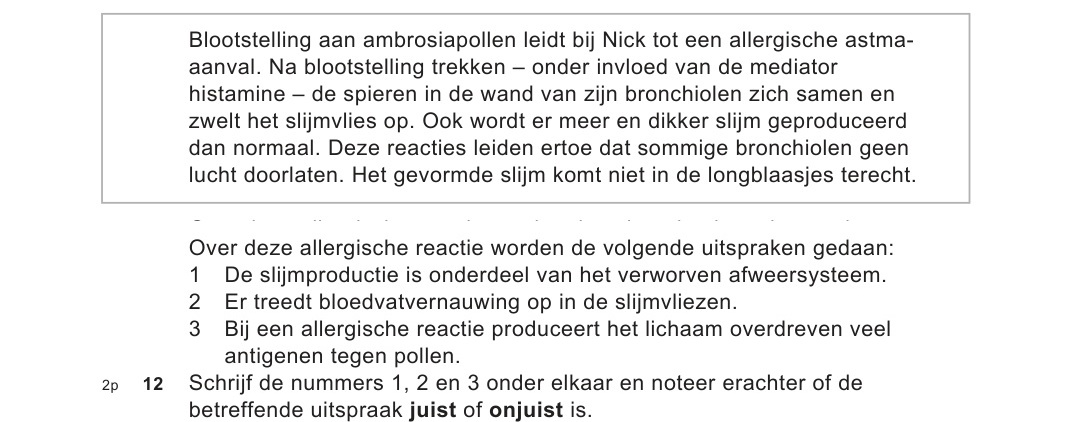 Blootstelling aan ambrosiapollen leidt bij Nick tot een allergische astma-
aanval. Na blootstelling trekken – onder invloed van de mediator
histamine – de spieren in de wand van zijn bronchiolen zich samen en
zwelt het slijmvlies op. Ook wordt er meer en dikker slijm geproduceerd
dan normaal. Deze reacties leiden ertoe dat sommige bronchiolen geen
lucht doorlaten. Het gevormde slijm komt niet in de longblaasjes terecht.
Over deze allergische reactie worden de volgende uitspraken gedaan:
1 De slijmproductie is onderdeel van het verworven afweersysteem.
2 Er treedt bloedvatvernauwing op in de slijmvliezen.
3 Bij een allergische reactie produceert het lichaam overdreven veel
antigenen tegen pollen.
2p 12 Schrijf de nummers 1, 2 en 3 onder elkaar en noteer erachter of de
betreffende uitspraak juist of onjuist is.